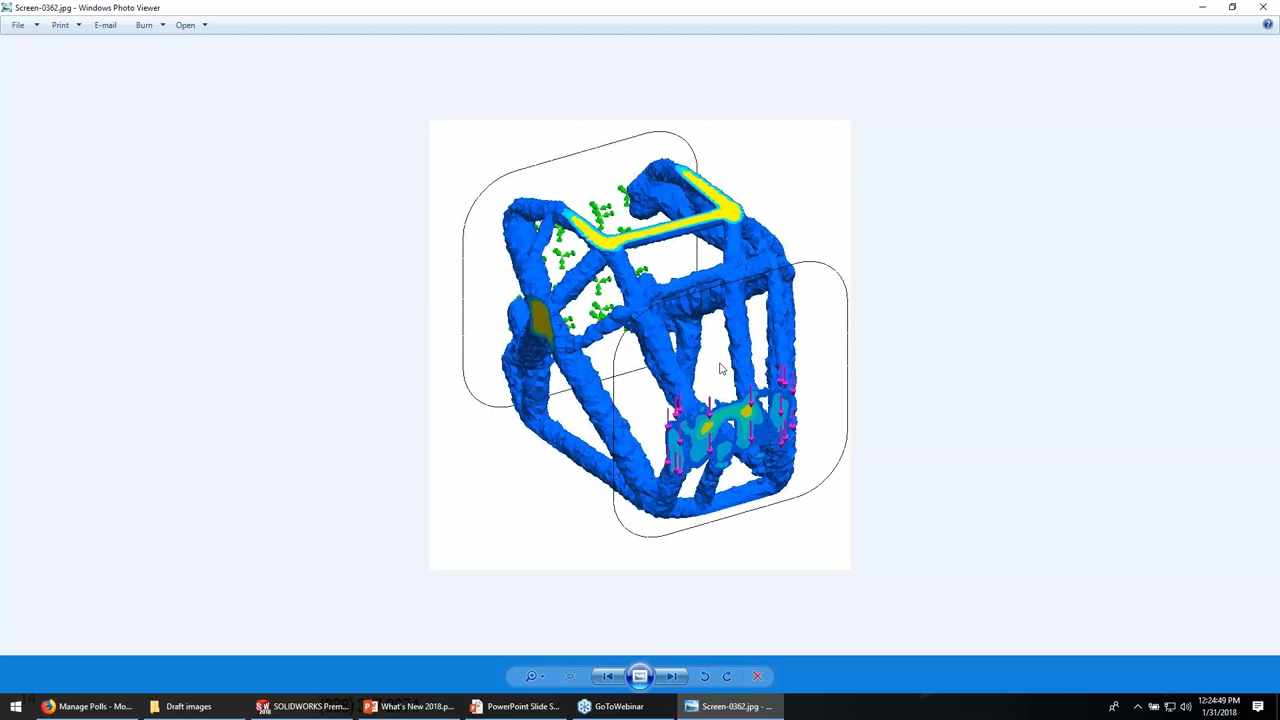 Screen-0362.jpg - Windows Photo Viewer
File Print E-mail Burn Open
Manage Polls - Mo...
Draft images
SOLIDWORKS Prem...
What's New 2018.p...
PowerPoint Slide S...
GoToWebinar
Screen-0362.jpg - ...
12:24:49 PM
1/31/2018